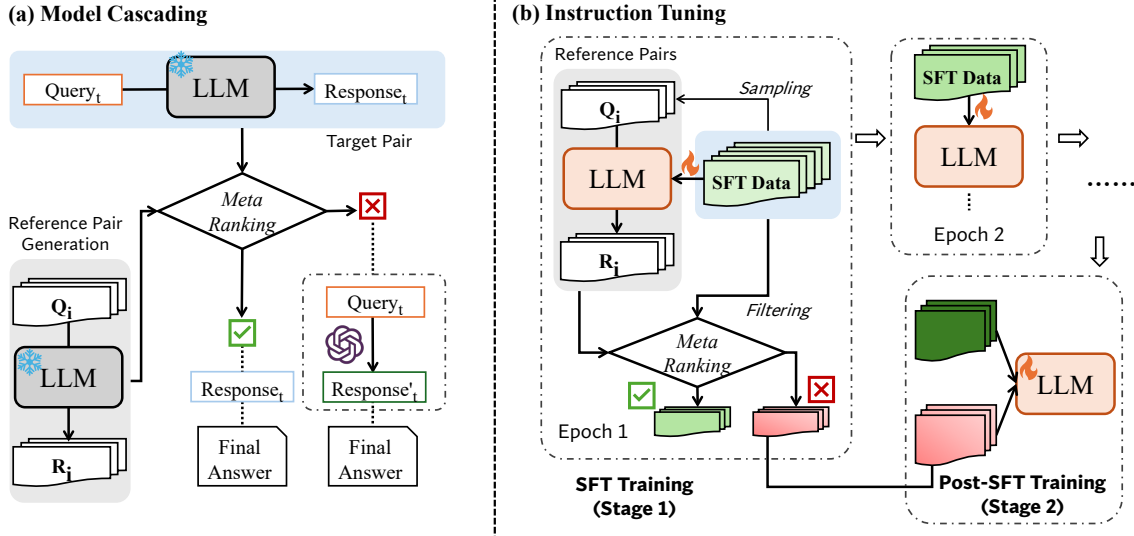 (a) Model Cascading
Query_t
LLM
Response_t
Target Pair
Meta
Ranking
Reference Pair
Generation
Q_i
LLM
R_i
Response_t
Final
Answer
Query_t
Response'_t
Final
Answer
(b) Instruction Tuning
Reference Pairs
Q_i
Sampling
LLM
SFT Data
R_i
Filtering
Meta
Ranking
Epoch 1
SFT Training
(Stage 1)
SFT Data
LLM
Epoch 2
......
LLM
Post-SFT Training
(Stage 2)